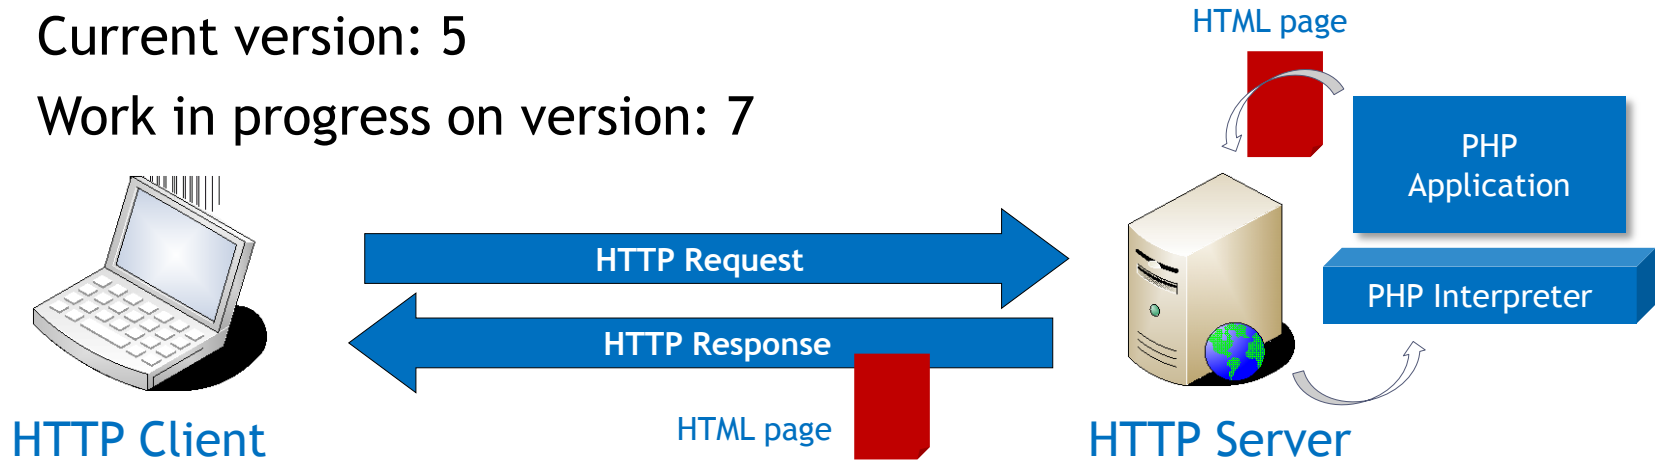 Current version: 5
Work in progress on version: 7
HTML page
PHP
Application
HTTP Request
PHP Interpreter
HTTP Response
HTML page
HTTP Client
HTTP Server